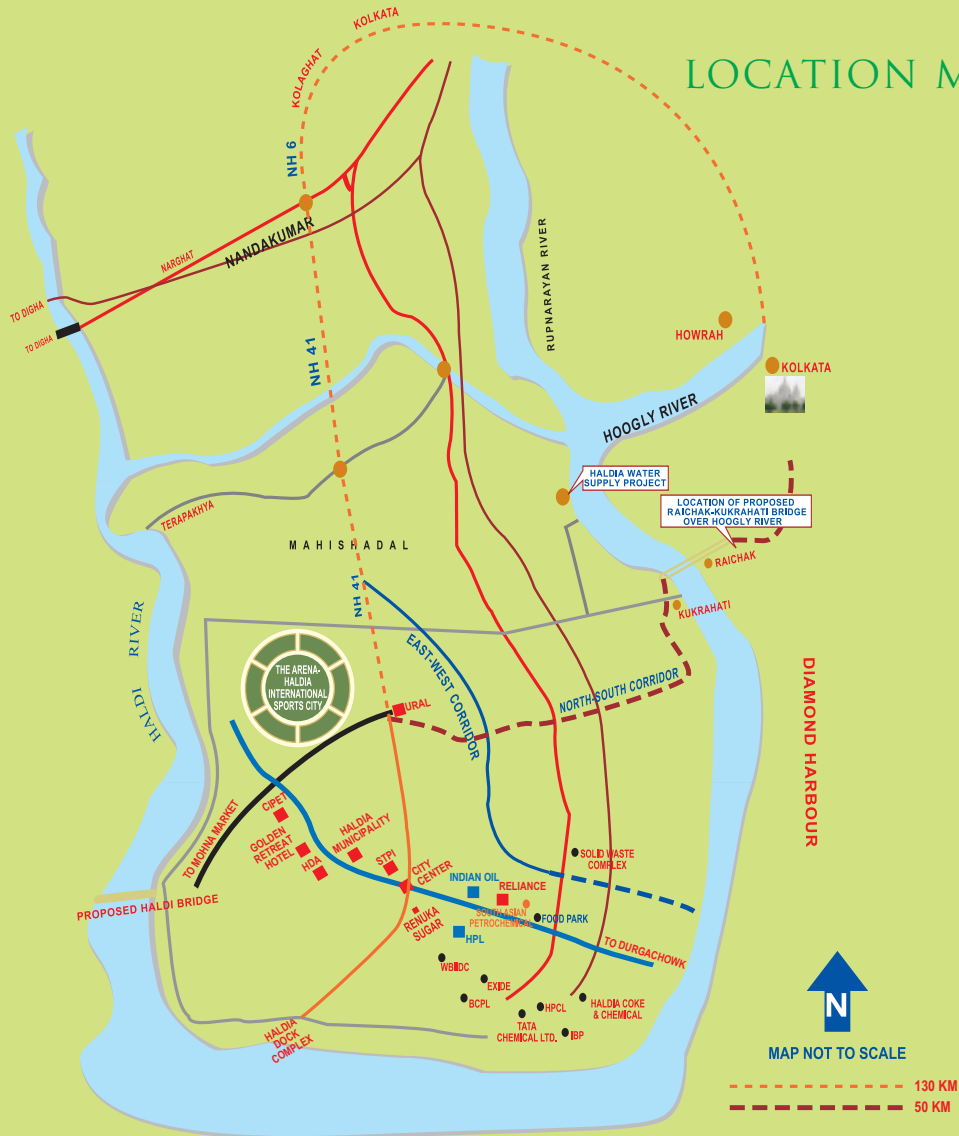 LOCATION M
KOLKATA
KOLAGHAT
NH 6
NARGHAT
NANDAKUMAR
TO DIGHA
TO DIGHA
NH 41
RUPNARAYAN RIVER
HOWRAH
KOLKATA
HOOGLY RIVER
HALDIA WATER
SUPPLY PROJECT
LOCATION OF PROPOSED
RAICHAK-KUKRAHATI BRIDGE
OVER HOOGLY RIVER
TERAPAKHYA
MAHISHADAL
RAICHAK
NH 41
KUKRAHATI
HALDI RIVER
THE ARENA-
HALDIA
INTERNATIONAL
SPORTS CITY
EAST-WEST CORRIDOR
NORTH-SOUTH CORRIDOR
URAL
DIAMOND HARBOUR
TO MOHNA MARKET
CIPET
GOLDEN
RETREAT
HOTEL
HDA
HALDIA
MUNICIPALITY
STPI
CITY
CENTER
SOLID WASTE
COMPLEX
INDIAN OIL
RELIANCE
SOUTH ASIAN
PETROCHEMICAL
FOOD PARK
PROPOSED HALDI BRIDGE
RENUKA
SUGAR
HPL
TO DURGACHOWK
WBIIDC
EXIDE
BCPL
HPCL
HALDIA COKE
& CHEMICAL
TATA
CHEMICAL LTD.
IBP
HALDIA
DOCK
COMPLEX
N
MAP NOT TO SCALE
130 KM
50 KM